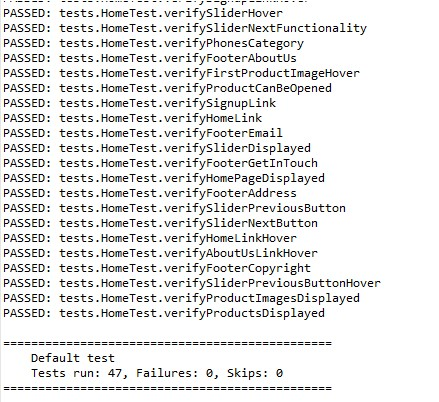 PASSED: tests.HomeTest.verifySliderHover
PASSED: tests.HomeTest.verifySliderNextFunctionality
PASSED: tests.HomeTest.verifyPhonesCategory
PASSED: tests.HomeTest.verifyFooterAboutUs
PASSED: tests.HomeTest.verifyFirstProductImageHover
PASSED: tests.HomeTest.verifyProductCanBeOpened
PASSED: tests.HomeTest.verifySignupLink
PASSED: tests.HomeTest.verifyHomeLink
PASSED: tests.HomeTest.verifyFooterEmail
PASSED: tests.HomeTest.verifySliderDisplayed
PASSED: tests.HomeTest.verifyFooterGetInTouch
PASSED: tests.HomeTest.verifyHomePageDisplayed
PASSED: tests.HomeTest.verifyFooterAddress
PASSED: tests.HomeTest.verifySliderPreviousButton
PASSED: tests.HomeTest.verifySliderNextButton
PASSED: tests.HomeTest.verifyHomeLinkHover
PASSED: tests.HomeTest.verifyAboutUsLinkHover
PASSED: tests.HomeTest.verifyFooterCopyright
PASSED: tests.HomeTest.verifySliderPreviousButtonHover
PASSED: tests.HomeTest.verifyProductImagesDisplayed
PASSED: tests.HomeTest.verifyProductsDisplayed
===============================================
Default test
Tests run: 47, Failures: 0, Skips: 0
===============================================